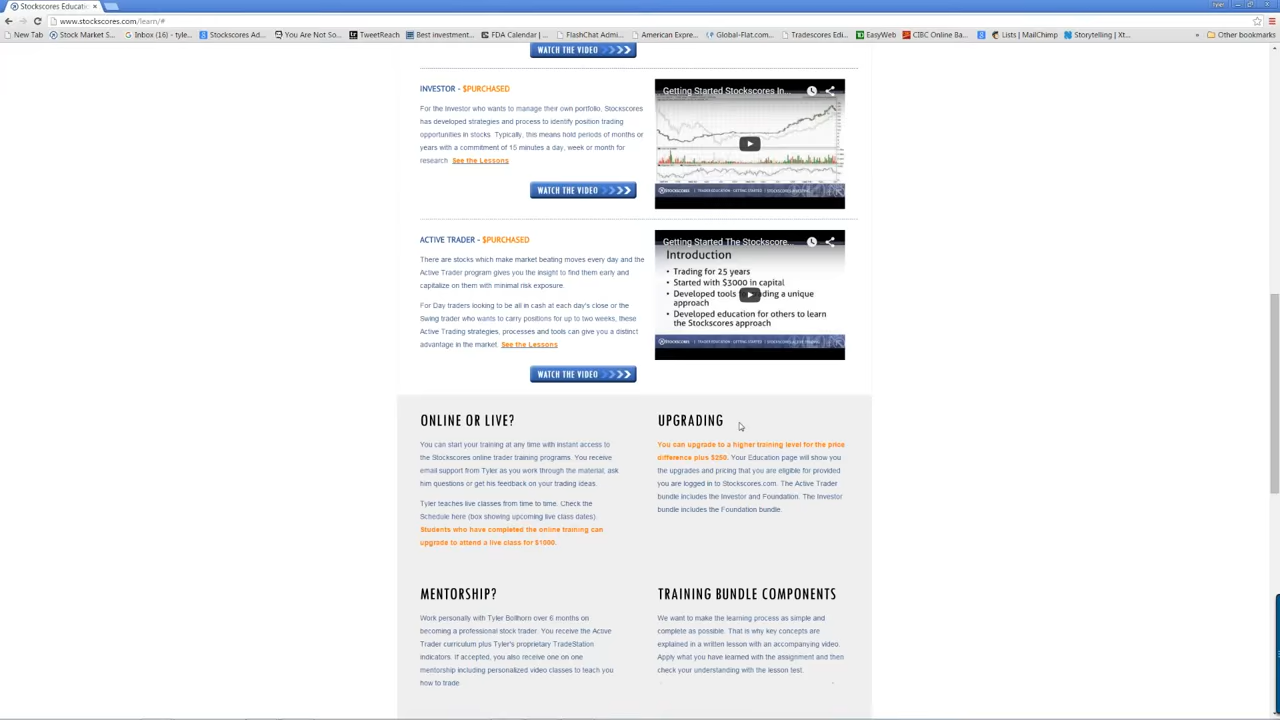 Stockscores Educati...
Tyler
www.stockscores.com/learn/#
New Tab
Stock Market S...
Inbox (16) - tyle...
Stockscores Ad...
You Are Not So...
TweetReach
Best investment...
FDA Calendar | ...
FlashChat Admi...
American Expre...
Global-Flat.com...
Tradescores Edi...
EasyWeb
CIBC Online Ba...
Lists | MailChimp
Storytelling | Xt...
»
Other bookmarks
WATCH THE VIDEO
INVESTOR - $PURCHASED
For the Investor who wants to manage their own portfolio, Stockscores
has developed strategies and process to identify position trading
opportunities in stocks. Typically, this means hold periods of months or
years with a commitment of 15 minutes a day, week or month for
research. See the Lessons
WATCH THE VIDEO
Getting Started Stockscores In...
STOCKSCORES | TRADER EDUCATION - GETTING STARTED | STOCKSCORES INVESTOR
ACTIVE TRADER - $PURCHASED
There are stocks which make market beating moves every day and the
Active Trader program gives you the insight to find them early and
capitalize on them with minimal risk exposure.
For Day traders looking to be all in cash at each day's close or the
Swing trader who wants to carry positions for up to two weeks, these
Active Trading strategies, processes and tools can give you a distinct
advantage in the market. See the Lessons
WATCH THE VIDEO
Getting Started The Stockscore...
Introduction
• Trading for 25 years
• Started with $3000 in capital
• Developed tools trading a unique
approach
• Developed education for others to learn
the Stockscores approach
STOCKSCORES | TRADER EDUCATION - GETTING STARTED |
ONLINE OR LIVE?
You can start your training at any time with instant access to
the Stockscores online trader training programs. You receive
email support from Tyler as you work through the material; ask
him questions or get his feedback on your trading ideas.
Tyler teaches live classes from time to time. Check the
Schedule here (box showing upcoming live class dates).
Students who have completed the online training can
upgrade to attend a live class for $1000.
UPGRADING
You can upgrade to a higher training level for the price
difference plus $250. Your Education page will show you
the upgrades and pricing that you are eligible for provided
you are logged in to Stockscores.com. The Active Trader
bundle includes the Investor and Foundation. The Investor
bundle includes the Foundation bundle.
MENTORSHIP?
Work personally with Tyler Bollhorn over 6 months on
becoming a professional stock trader. You receive the Active
Trader curriculum plus Tyler's proprietary TradeStation
indicators. If accepted, you also receive one on one
mentorship including personalized video classes to teach you
how to trade.
TRAINING BUNDLE COMPONENTS
We want to make the learning process as simple and
complete as possible. That is why key concepts are
explained in a written lesson with an accompanying video.
Apply what you have learned with the assignment and then
check your understanding with the lesson test.